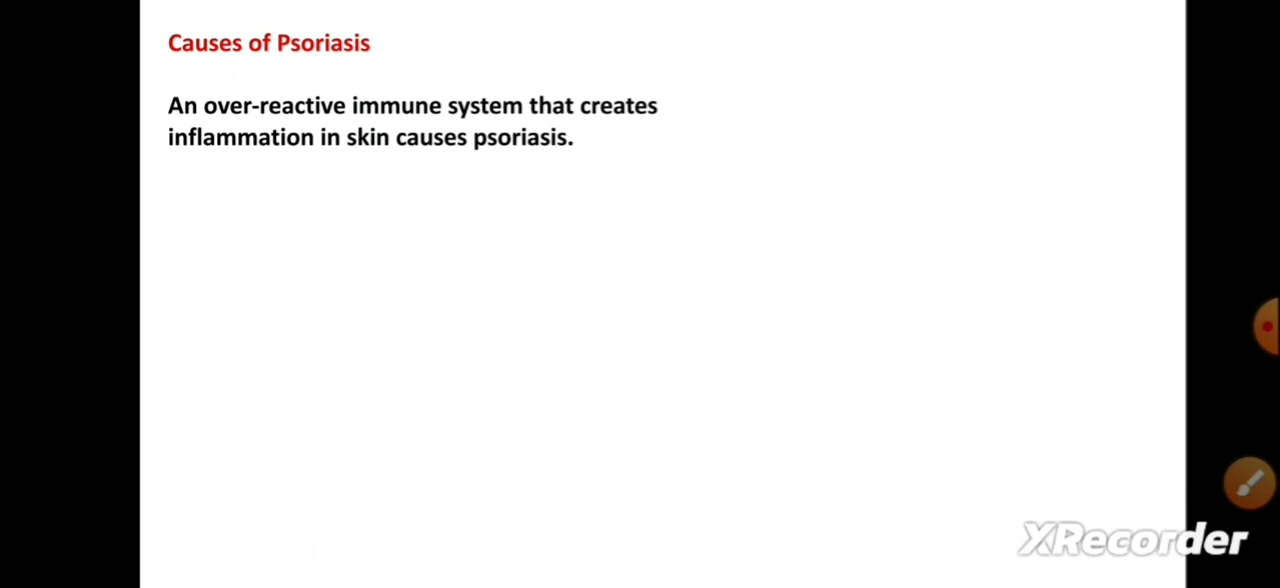 Causes of Psoriasis
An over-reactive immune system that creates
inflammation in skin causes psoriasis.
XRecorder